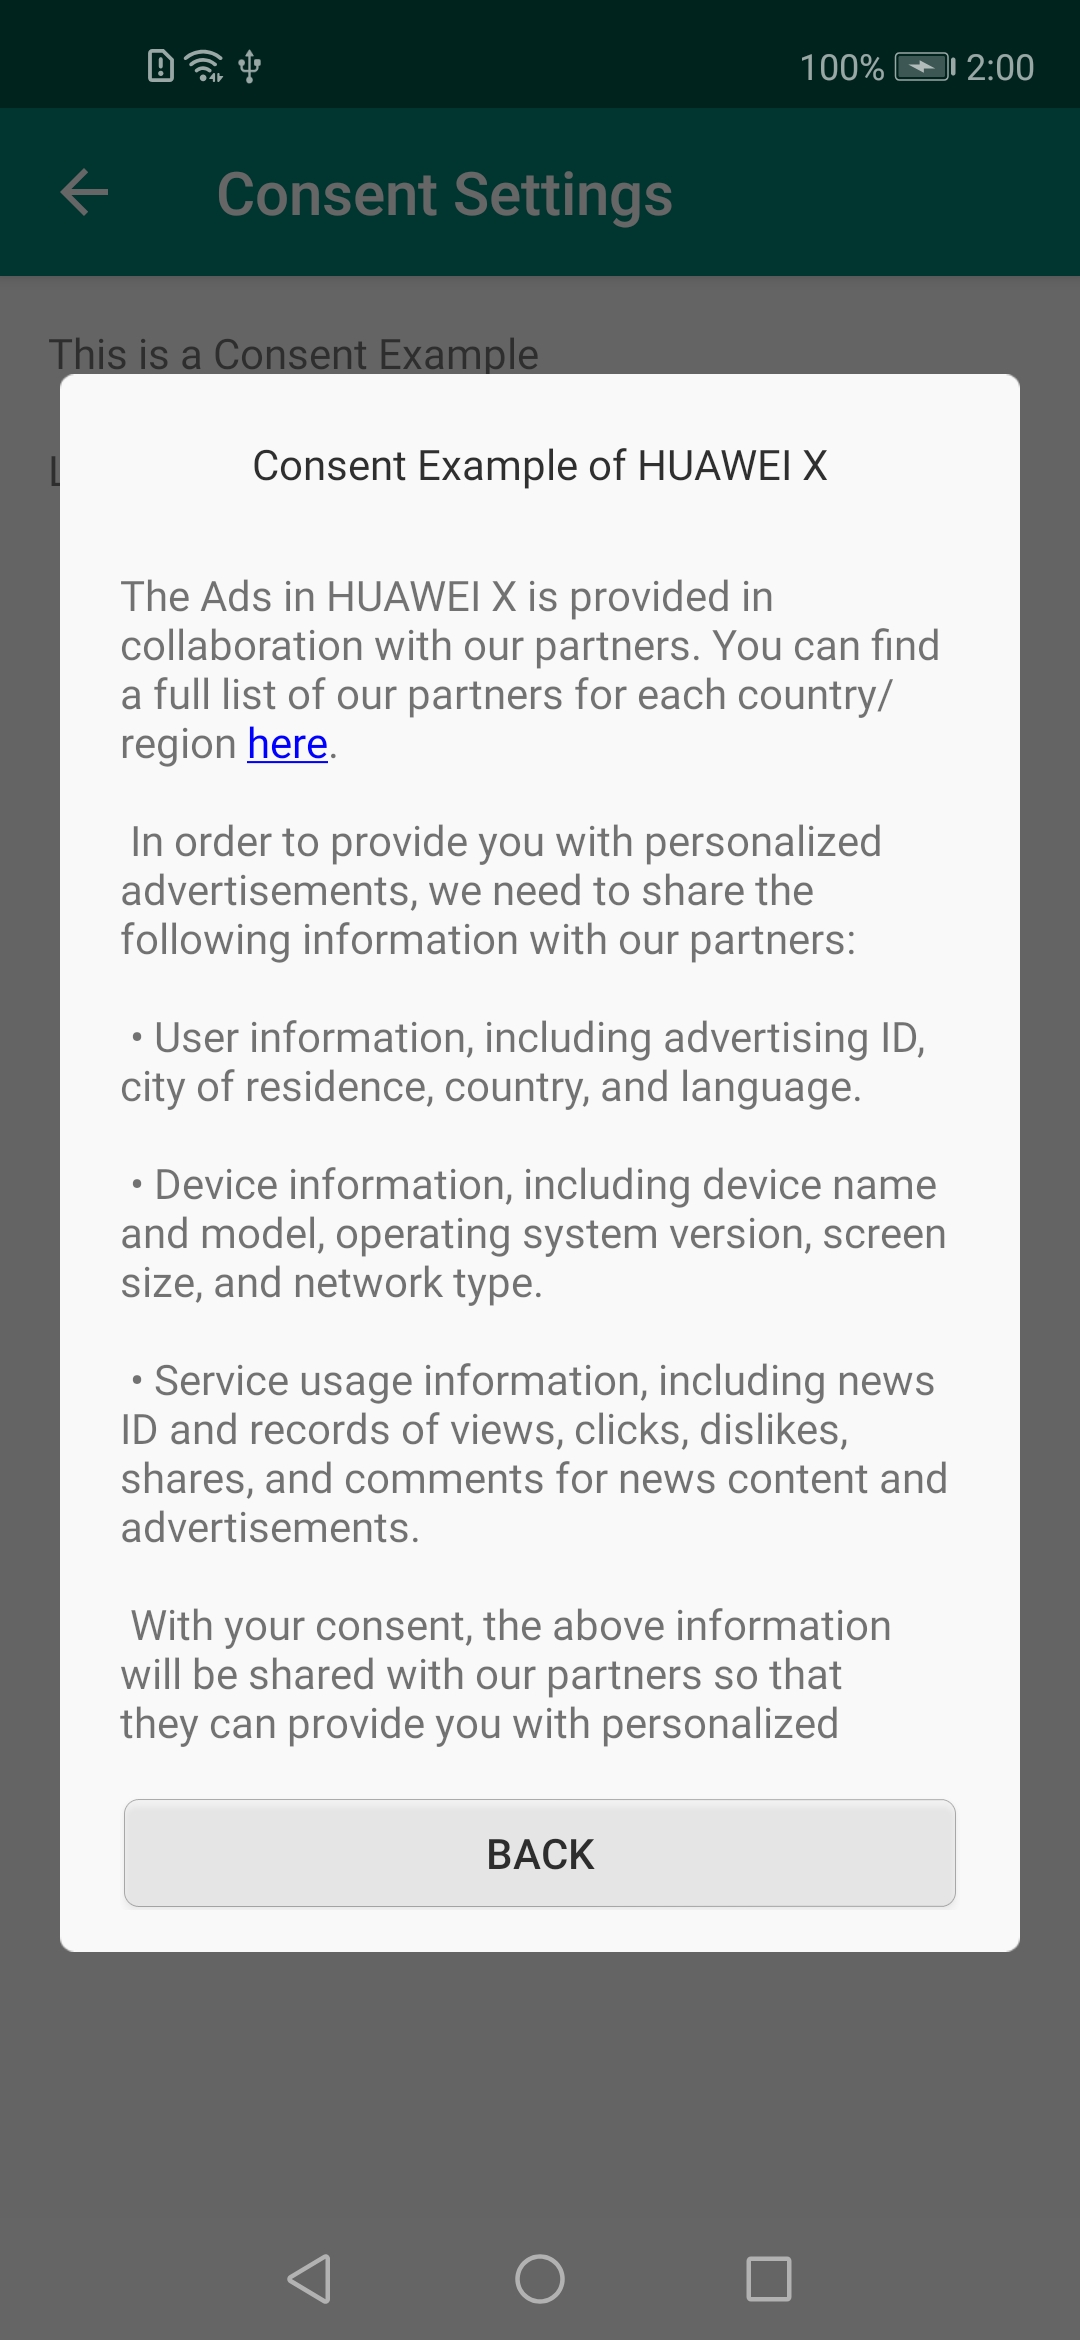 100% 2:00
Consent Settings
This is a Consent Example
L
Consent Example of HUAWEI X
The Ads in HUAWEI X is provided in
collaboration with our partners. You can find
a full list of our partners for each country/
region here.
In order to provide you with personalized
advertisements, we need to share the
following information with our partners:
• User information, including advertising ID,
city of residence, country, and language.
• Device information, including device name
and model, operating system version, screen
size, and network type.
• Service usage information, including news
ID and records of views, clicks, dislikes,
shares, and comments for news content and
advertisements.
With your consent, the above information
will be shared with our partners so that
they can provide you with personalized
BACK